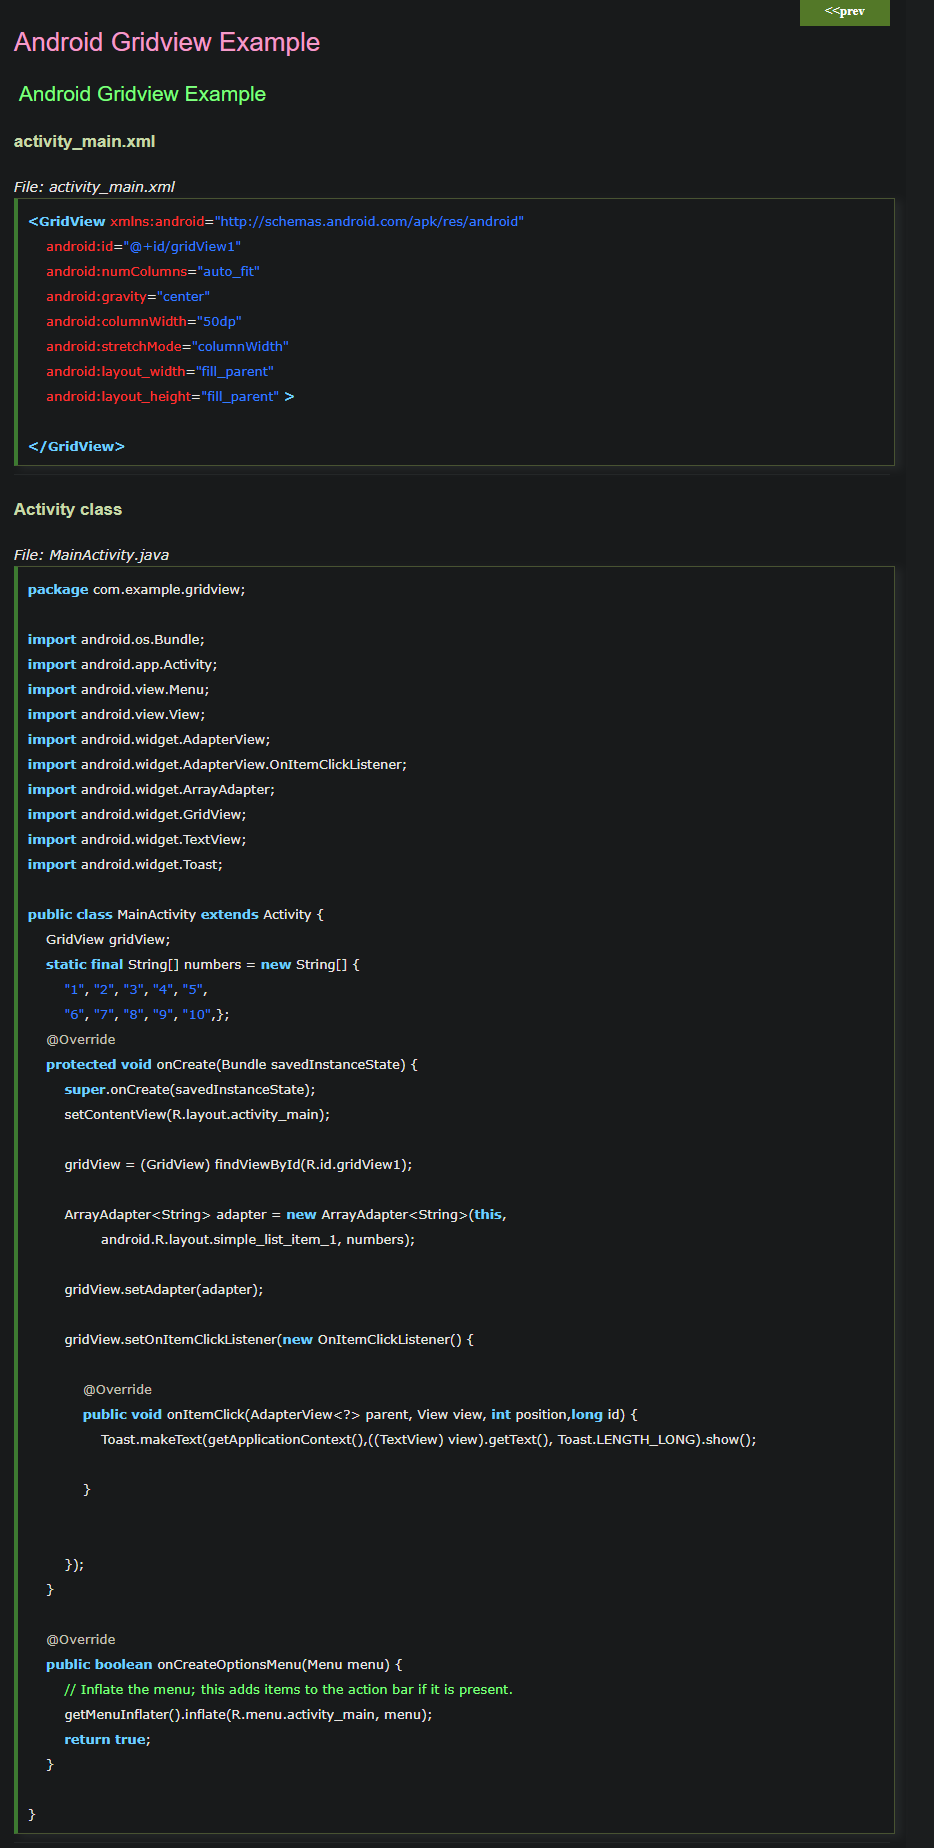 <<prev
Android Gridview Example
Android Gridview Example
activity_main.xml
File: activity_main.xml
<GridView xmlns:android="http://schemas.android.com/apk/res/android"
android:id="@+id/gridView1"
android:numColumns="auto_fit"
android:gravity="center"
android:columnWidth="50dp"
android:stretchMode="columnWidth"
android:layout_width="fill_parent"
android:layout_height="fill_parent" >
</GridView>
Activity class
File: MainActivity.java
package com.example.gridview;
import android.os.Bundle;
import android.app.Activity;
import android.view.Menu;
import android.view.View;
import android.widget.AdapterView;
import android.widget.AdapterView.OnItemClickListener;
import android.widget.ArrayAdapter;
import android.widget.GridView;
import android.widget.TextView;
import android.widget.Toast;
public class MainActivity extends Activity {
GridView gridView;
static final String[] numbers = new String[] {
"1", "2", "3", "4", "5",
"6", "7", "8", "9", "10",};
@Override
protected void onCreate(Bundle savedInstanceState) {
super.onCreate(savedInstanceState);
setContentView(R.layout.activity_main);
gridView = (GridView) findViewById(R.id.gridView1);
ArrayAdapter<String> adapter = new ArrayAdapter<String>(this,
android.R.layout.simple_list_item_1, numbers);
gridView.setAdapter(adapter);
gridView.setOnItemClickListener(new OnItemClickListener() {
@Override
public void onItemClick(AdapterView<?> parent, View view, int position,long id) {
Toast.makeText(getApplicationContext(),((TextView) view).getText(), Toast.LENGTH_LONG).show();
}
});
}
@Override
public boolean onCreateOptionsMenu(Menu menu) {
// Inflate the menu; this adds items to the action bar if it is present.
getMenuInflater().inflate(R.menu.activity_main, menu);
return true;
}
}